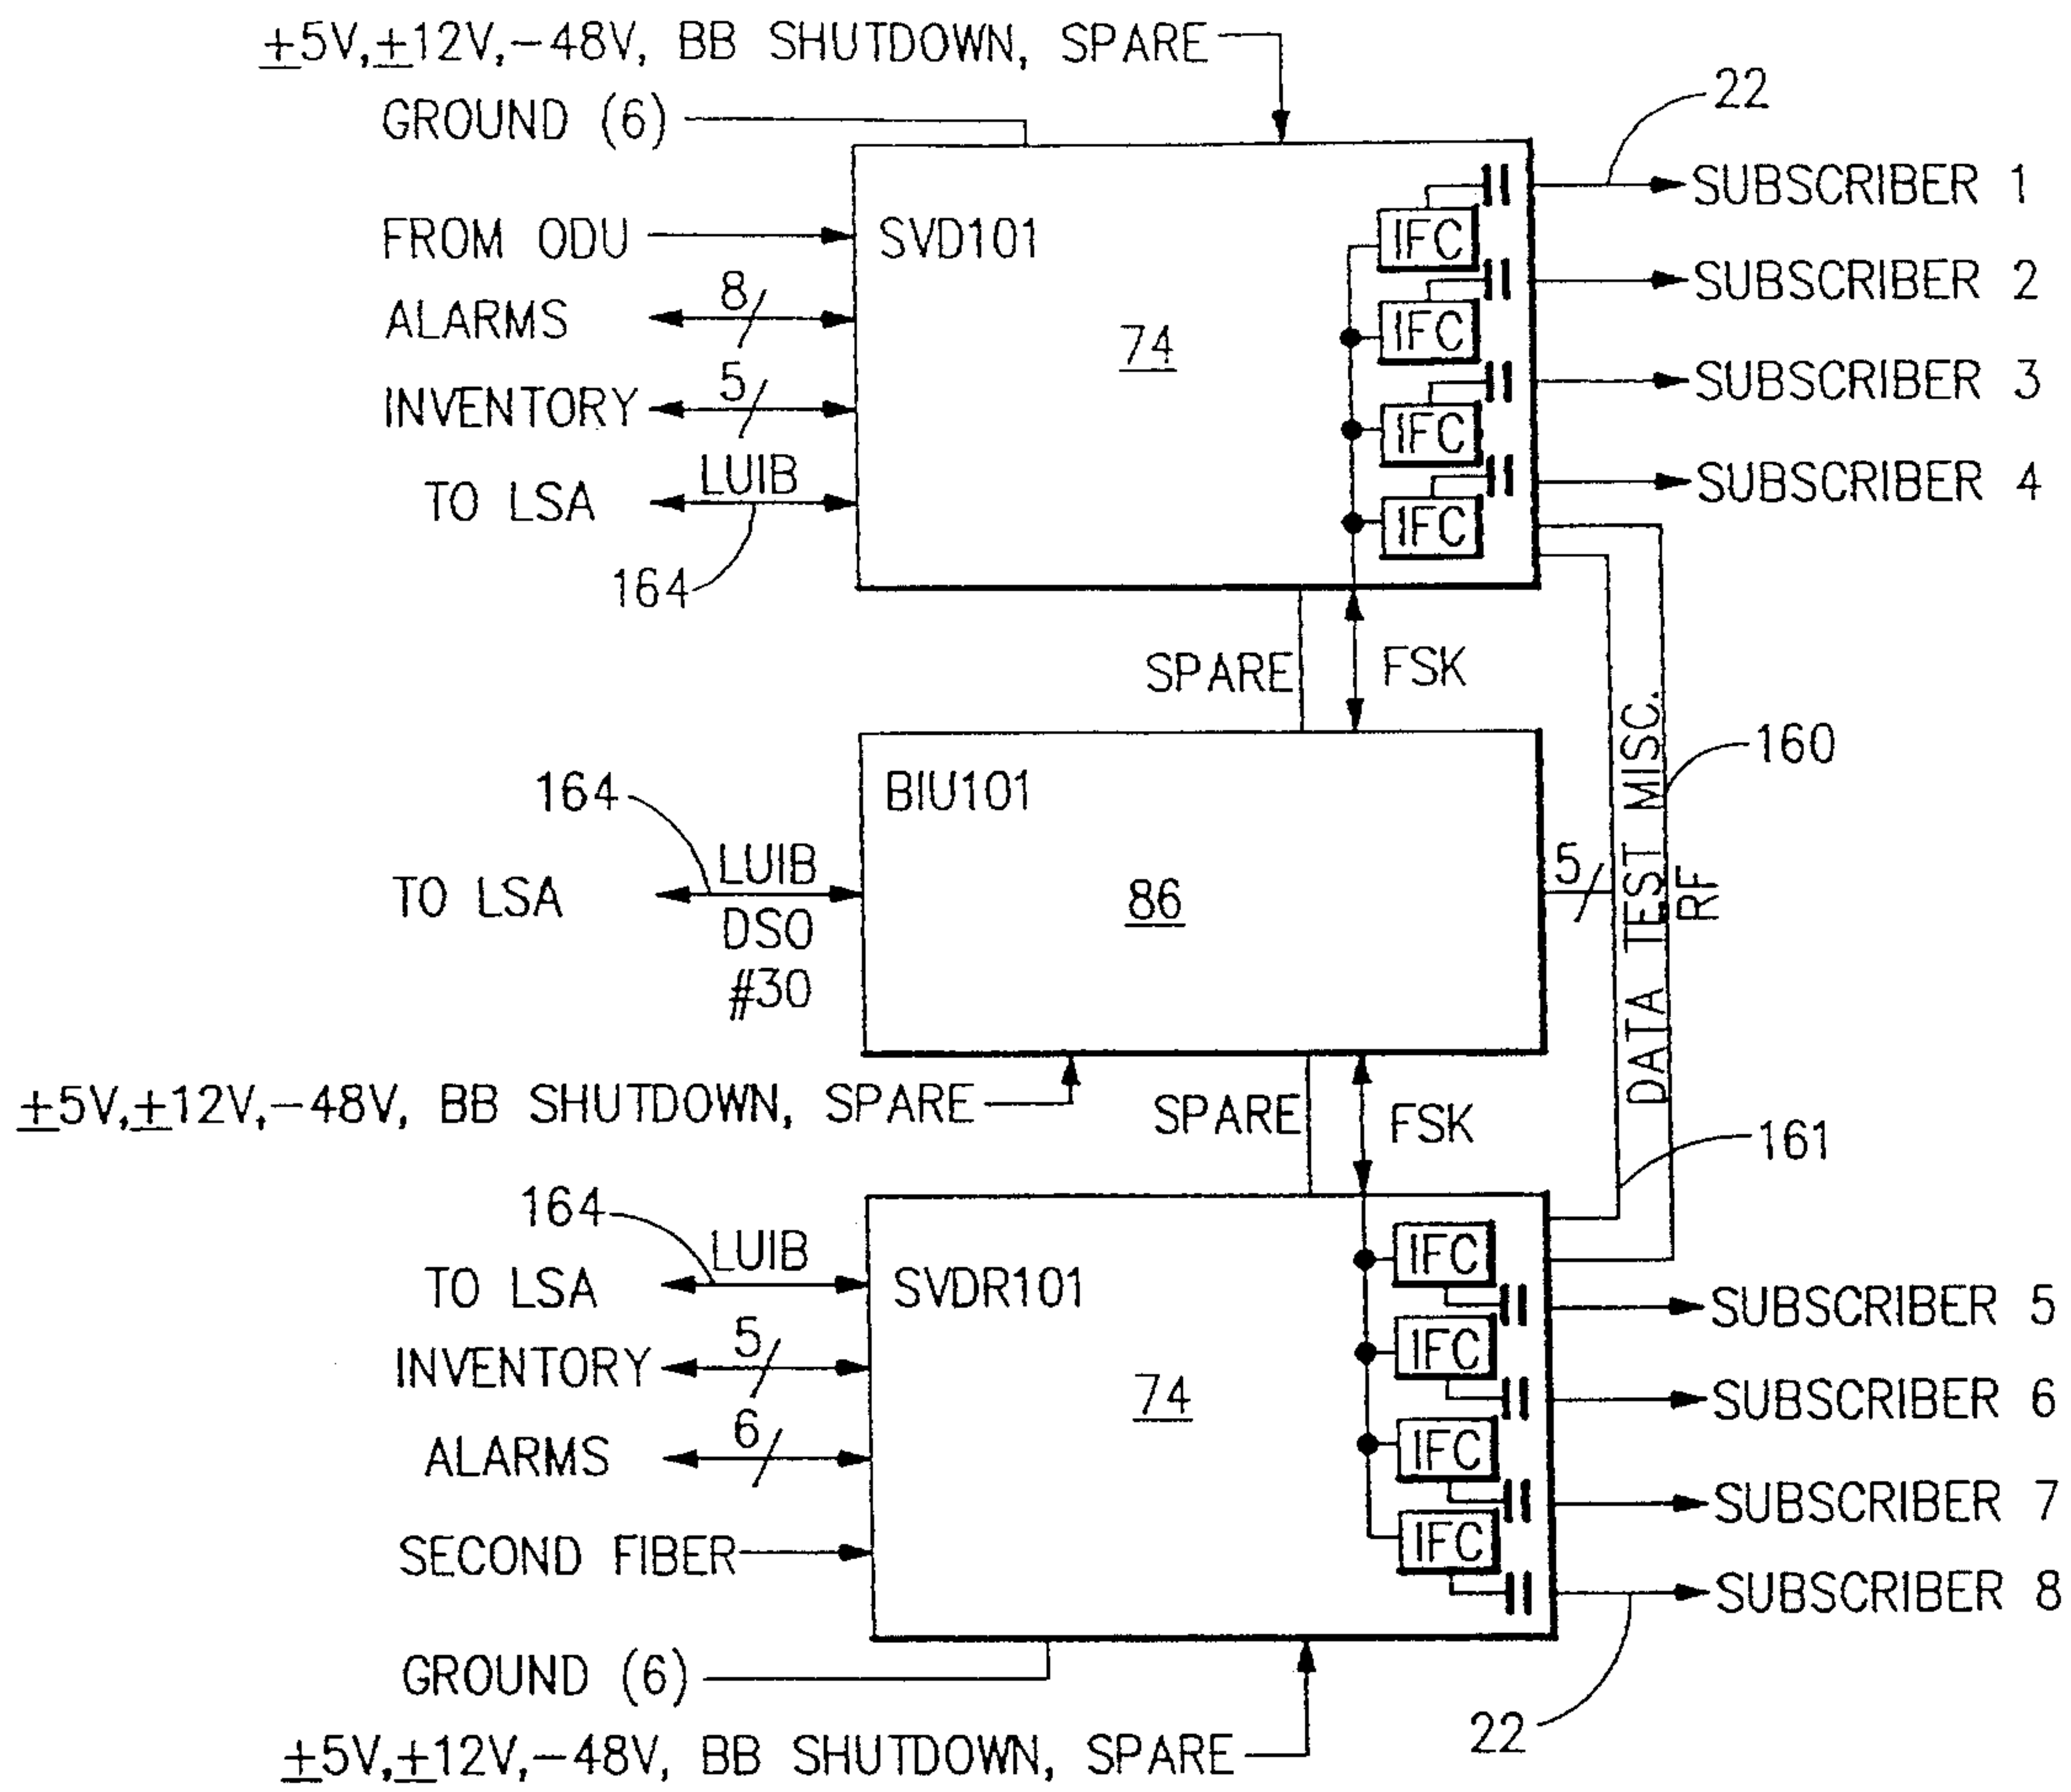 ±5V,±12V,-48V, BB SHUTDOWN, SPARE
GROUND (6)
22
SUBSCRIBER 1
FROM ODU
SVD101
IFC
SUBSCRIBER 2
ALARMS
8
74
IFC
SUBSCRIBER 3
INVENTORY
5
IFC
SUBSCRIBER 4
TO LSA
LUIB
IFC
164
SPARE
FSK
DATA TEST MISC.
160
RF
BIU101
164
TO LSA
LUIB
DS0
#30
86
5
±5V,±12V,-48V, BB SHUTDOWN, SPARE
SPARE
FSK
161
164
TO LSA
LUIB
SVDR101
IFC
SUBSCRIBER 5
INVENTORY
5
74
IFC
SUBSCRIBER 6
ALARMS
6
IFC
SUBSCRIBER 7
SECOND FIBER
IFC
SUBSCRIBER 8
GROUND (6)
22
±5V,±12V,-48V, BB SHUTDOWN, SPARE